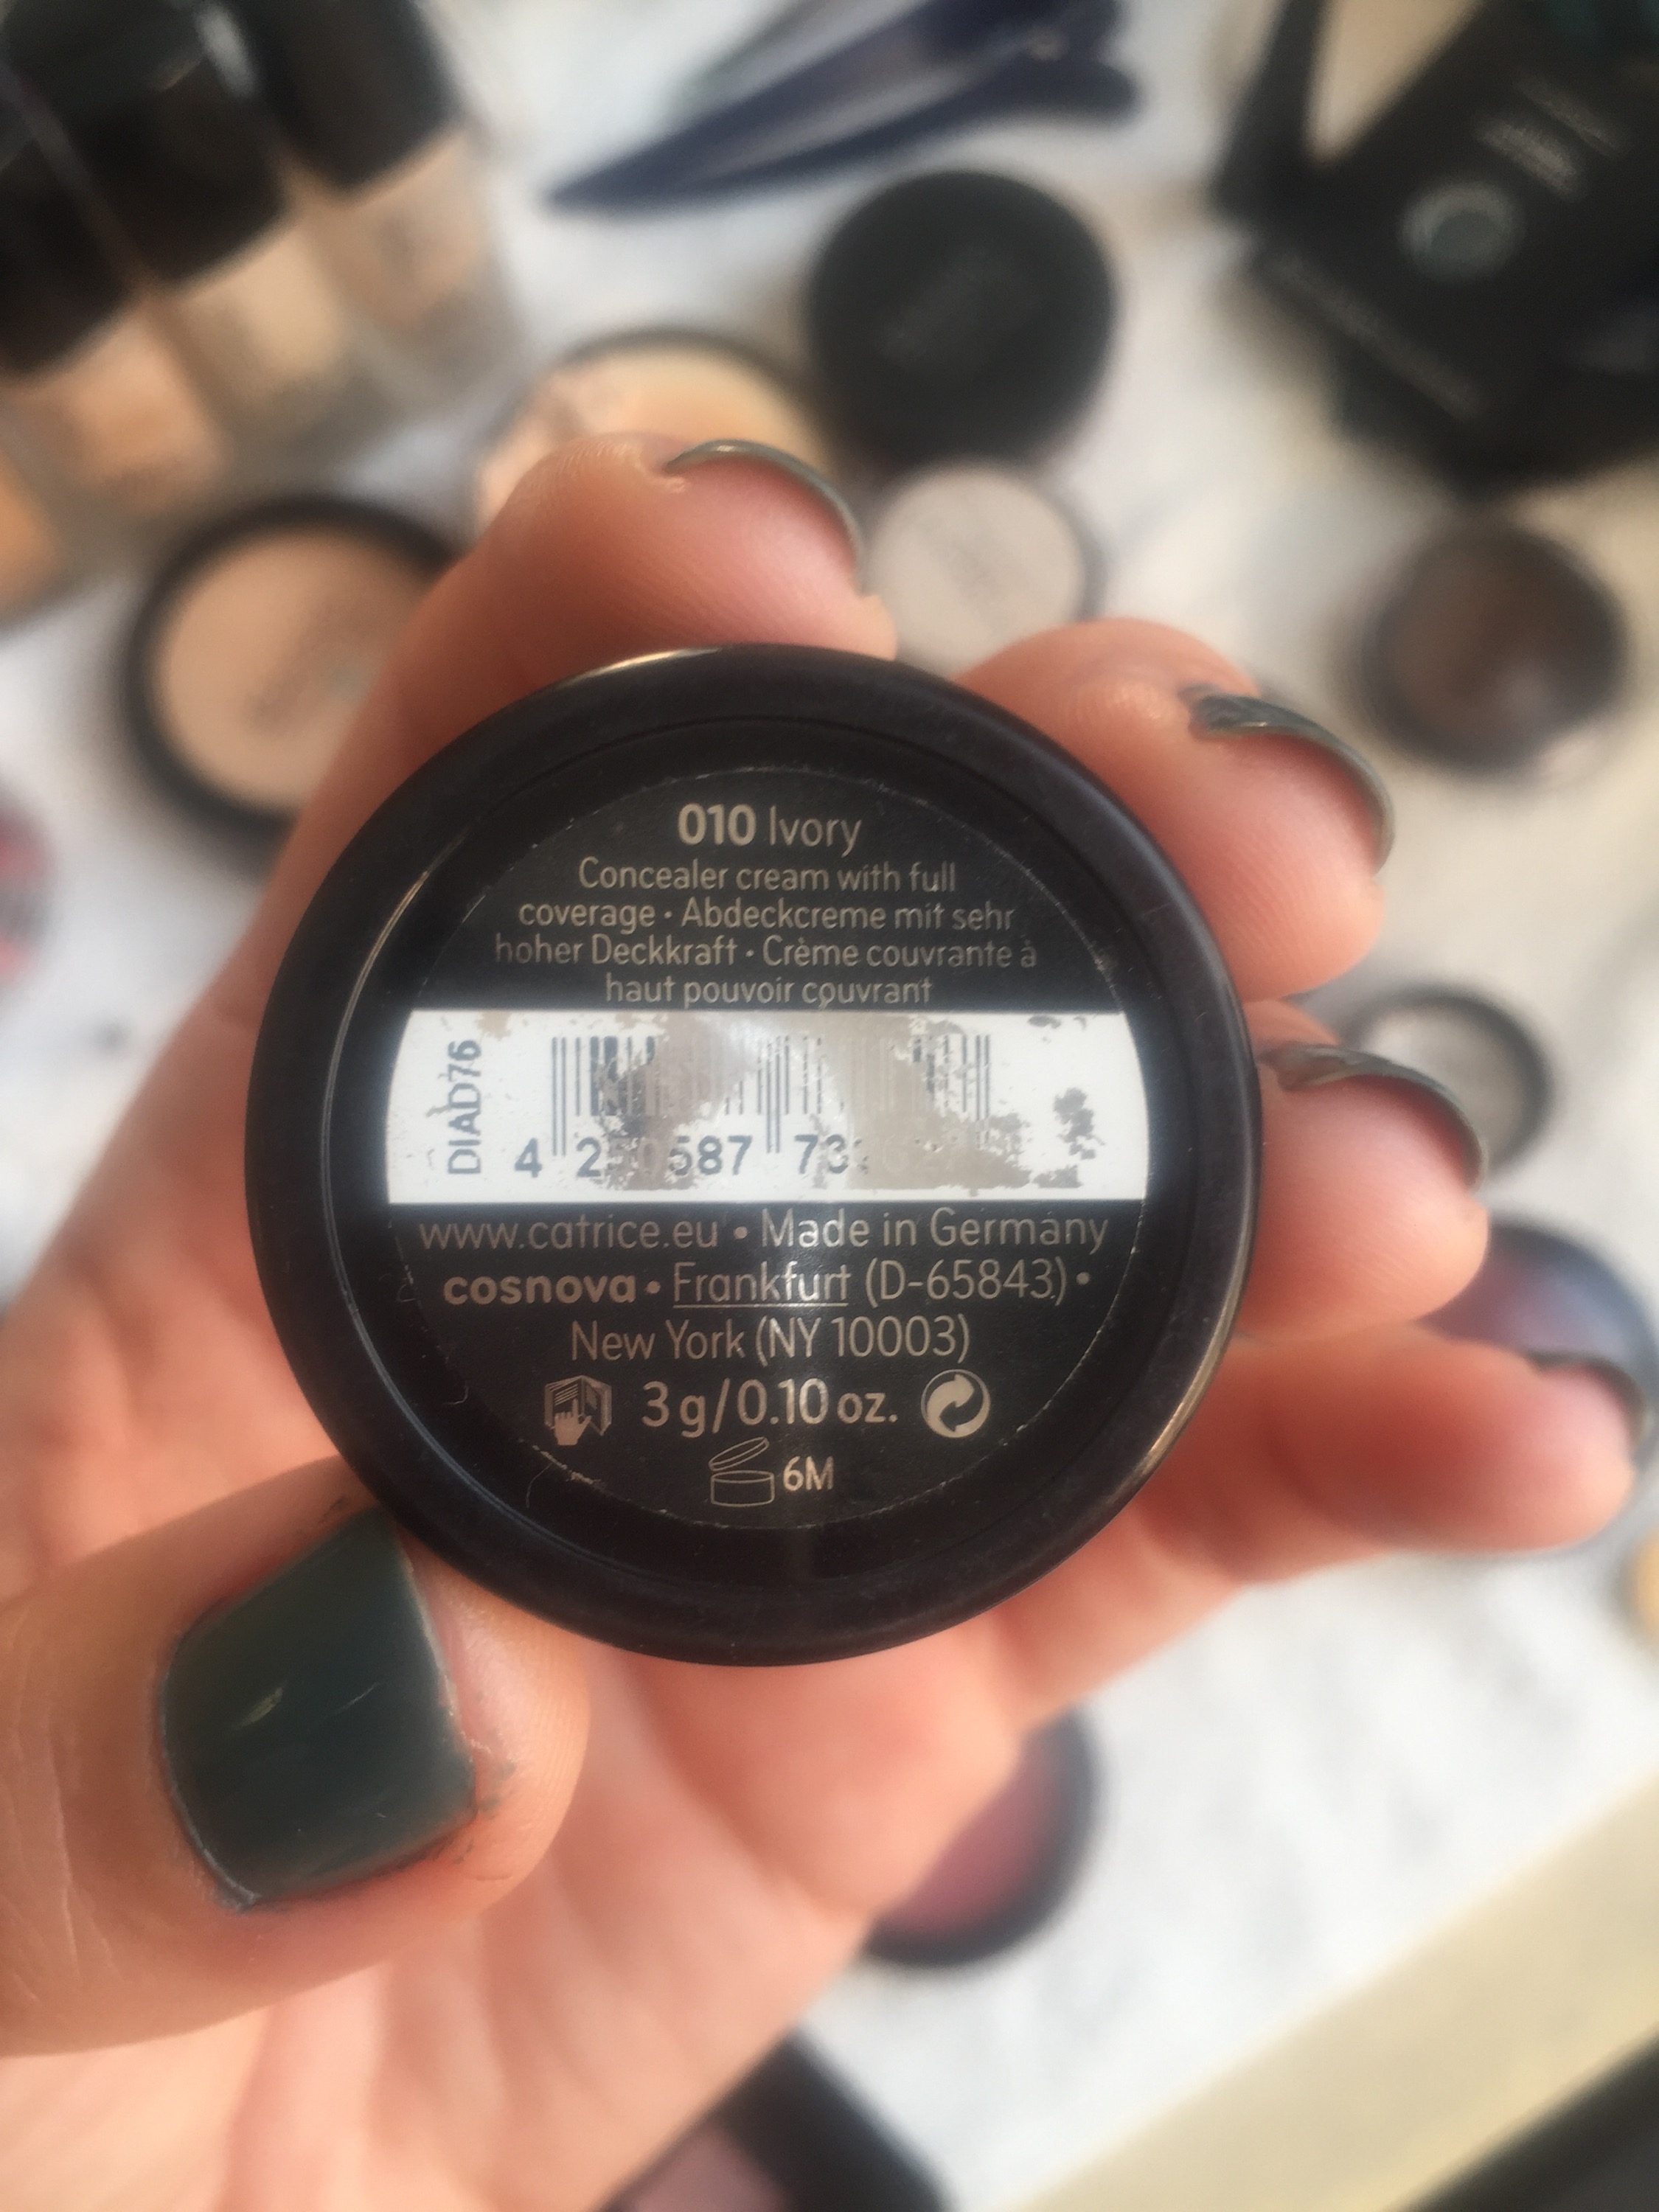 010 Ivory
Concealer cream with full
coverage • Abdeckcreme mit sehr
hoher Deckkraft • Crème couvrante à
haut pouvoir couvrant
DIAD76
www.catrice.eu • Made in Germany
cosnova • Frankfurt (D-65843) •
New York (NY 10003)
3 g/0.10 oz.
6M